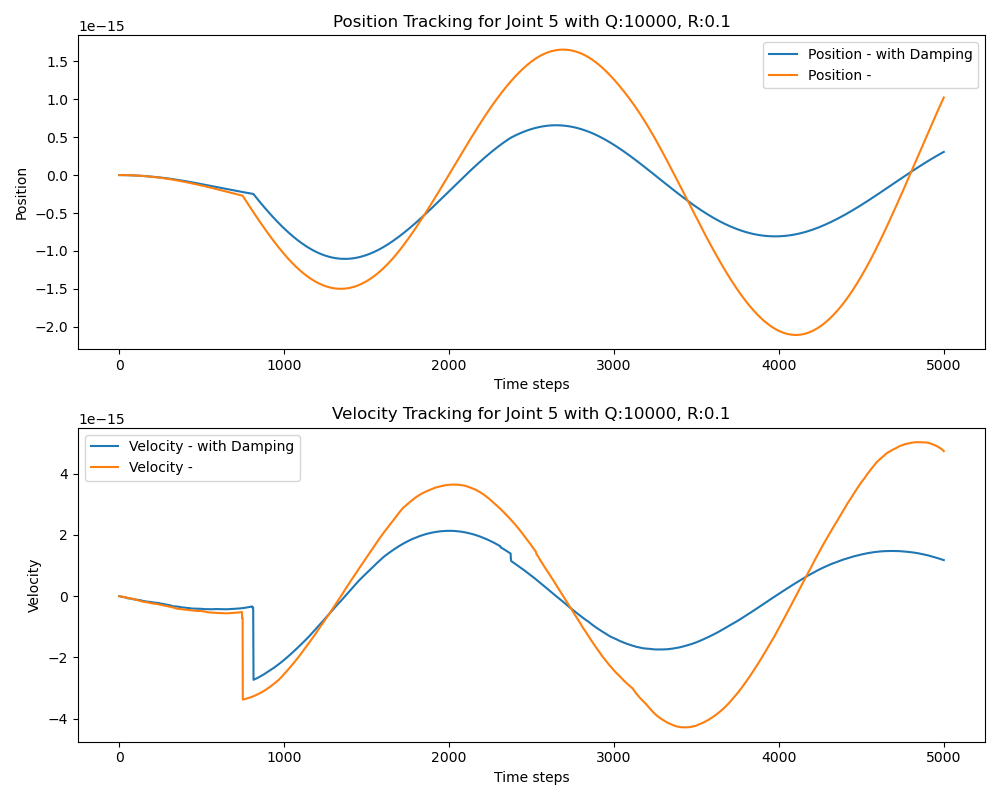 Position Tracking for Joint 5 with Q:10000, R:0.1
1e−15
Position - with Damping
Position -
1.5
1.0
0.5
0.0
−0.5
−1.0
−1.5
−2.0
Position
0 1000 2000 3000 4000 5000
Time steps
Velocity Tracking for Joint 5 with Q:10000, R:0.1
1e−15
Velocity - with Damping
Velocity -
4
2
0
−2
−4
Velocity
0 1000 2000 3000 4000 5000
Time steps